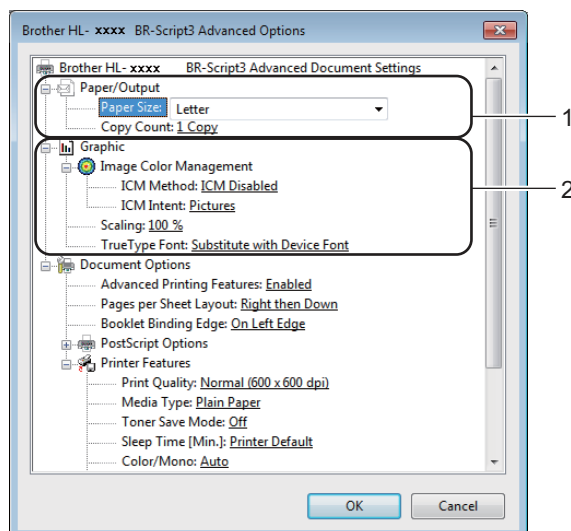 Brother HL- xxxx BR-Script3 Advanced Options
Brother HL- xxxx BR-Script3 Advanced Document Settings
Paper/Output
Paper Size: Letter
1
Copy Count: 1 Copy
Graphic
Image Color Management
ICM Method: ICM Disabled
2
ICM Intent: Pictures
Scaling: 100 %
TrueType Font: Substitute with Device Font
Document Options
Advanced Printing Features: Enabled
Pages per Sheet Layout: Right then Down
Booklet Binding Edge: On Left Edge
PostScript Options
Printer Features
Print Quality: Normal (600 x 600 dpi)
Media Type: Plain Paper
Toner Save Mode: Off
Sleep Time [Min.]: Printer Default
Color/Mono: Auto
OK Cancel